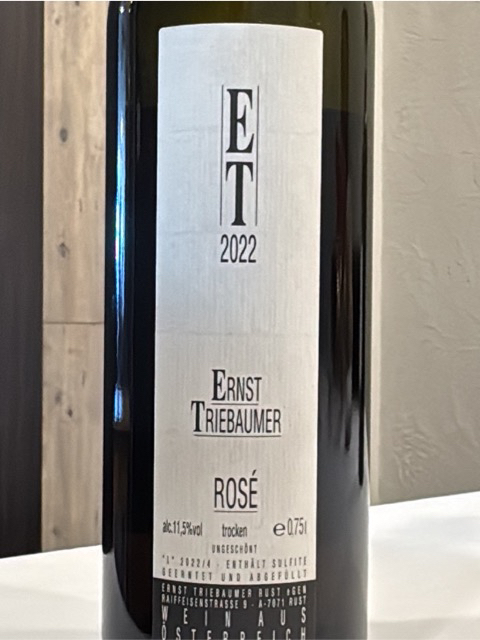 E
T
2022
ERNST
TRIEBAUMER
ROSÉ
alc.11,5%vol trocken ℮0,75l
UNGESCHÖNT
"L" 2022/4 · ENTHÄLT SULFITE
GEERNTET UND ABGEFÜLLT
ERNST TRIEBAUMER RUST eGEN
RAIFFEISENSTRASSE 9 - A-7071 RUST
WEIN AUS
ÖSTERREICH